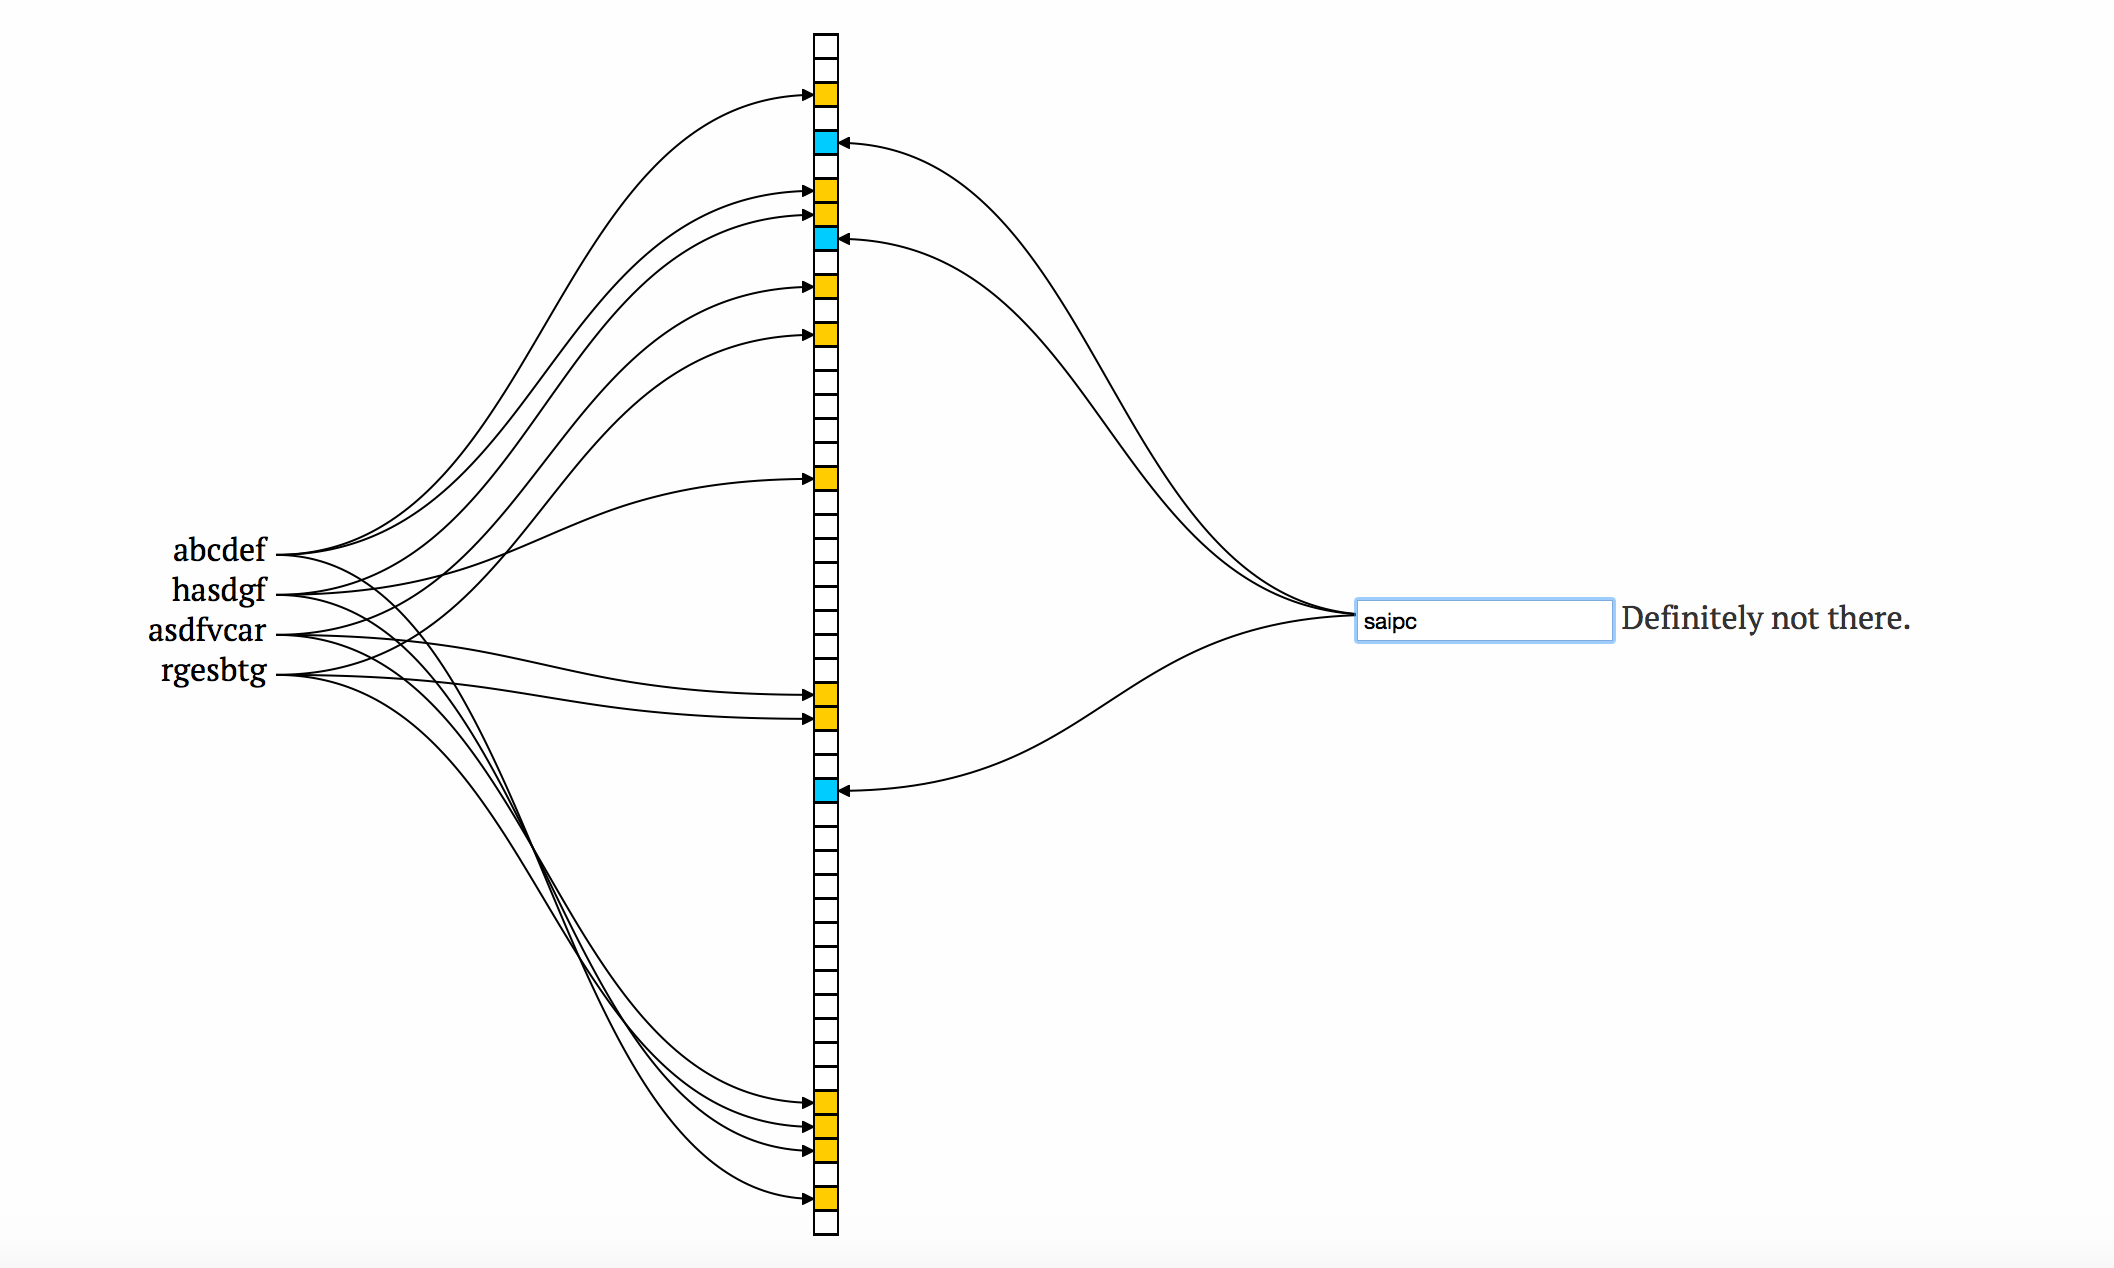 abcdef
hasdgf
asdfvcar
rgesbtg
saipc Definitely not there.